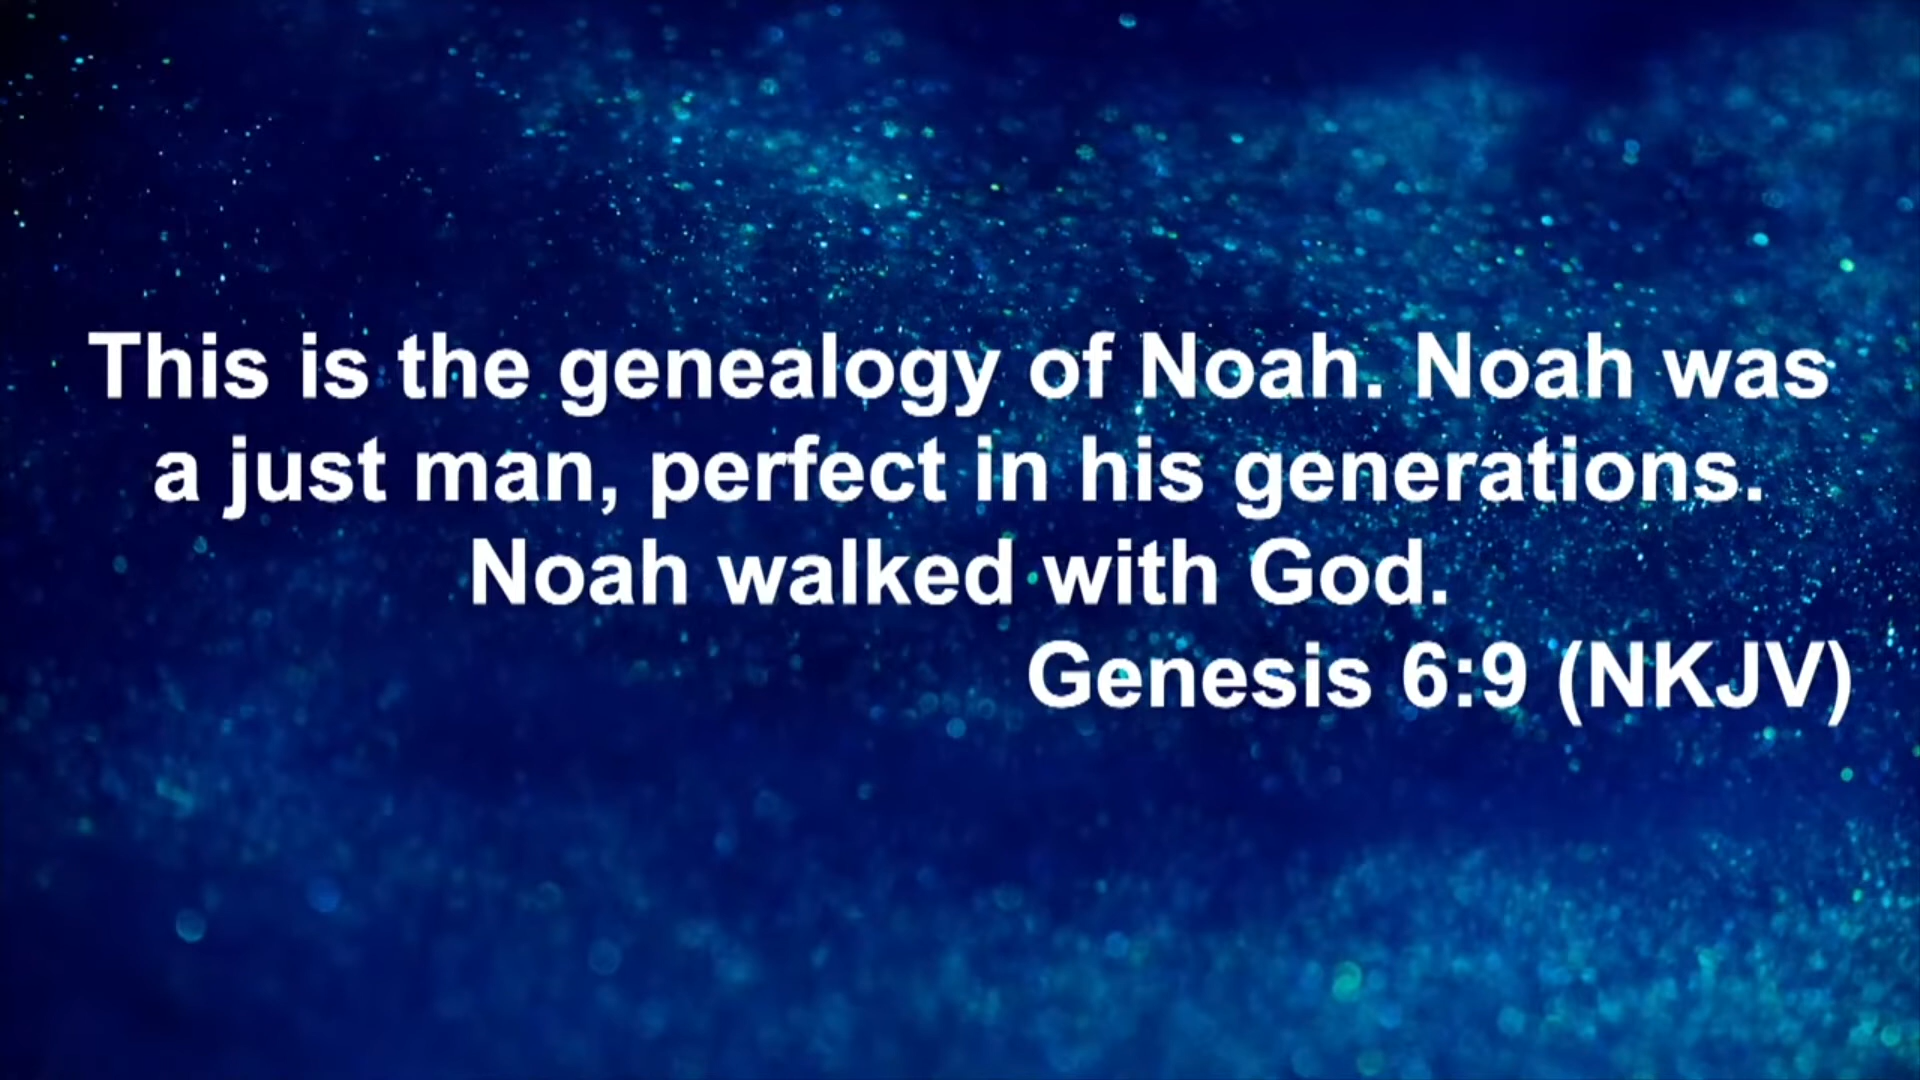 This is the genealogy of Noah. Noah was
a just man, perfect in his generations.
Noah walked with God.
Genesis 6:9 (NKJV)